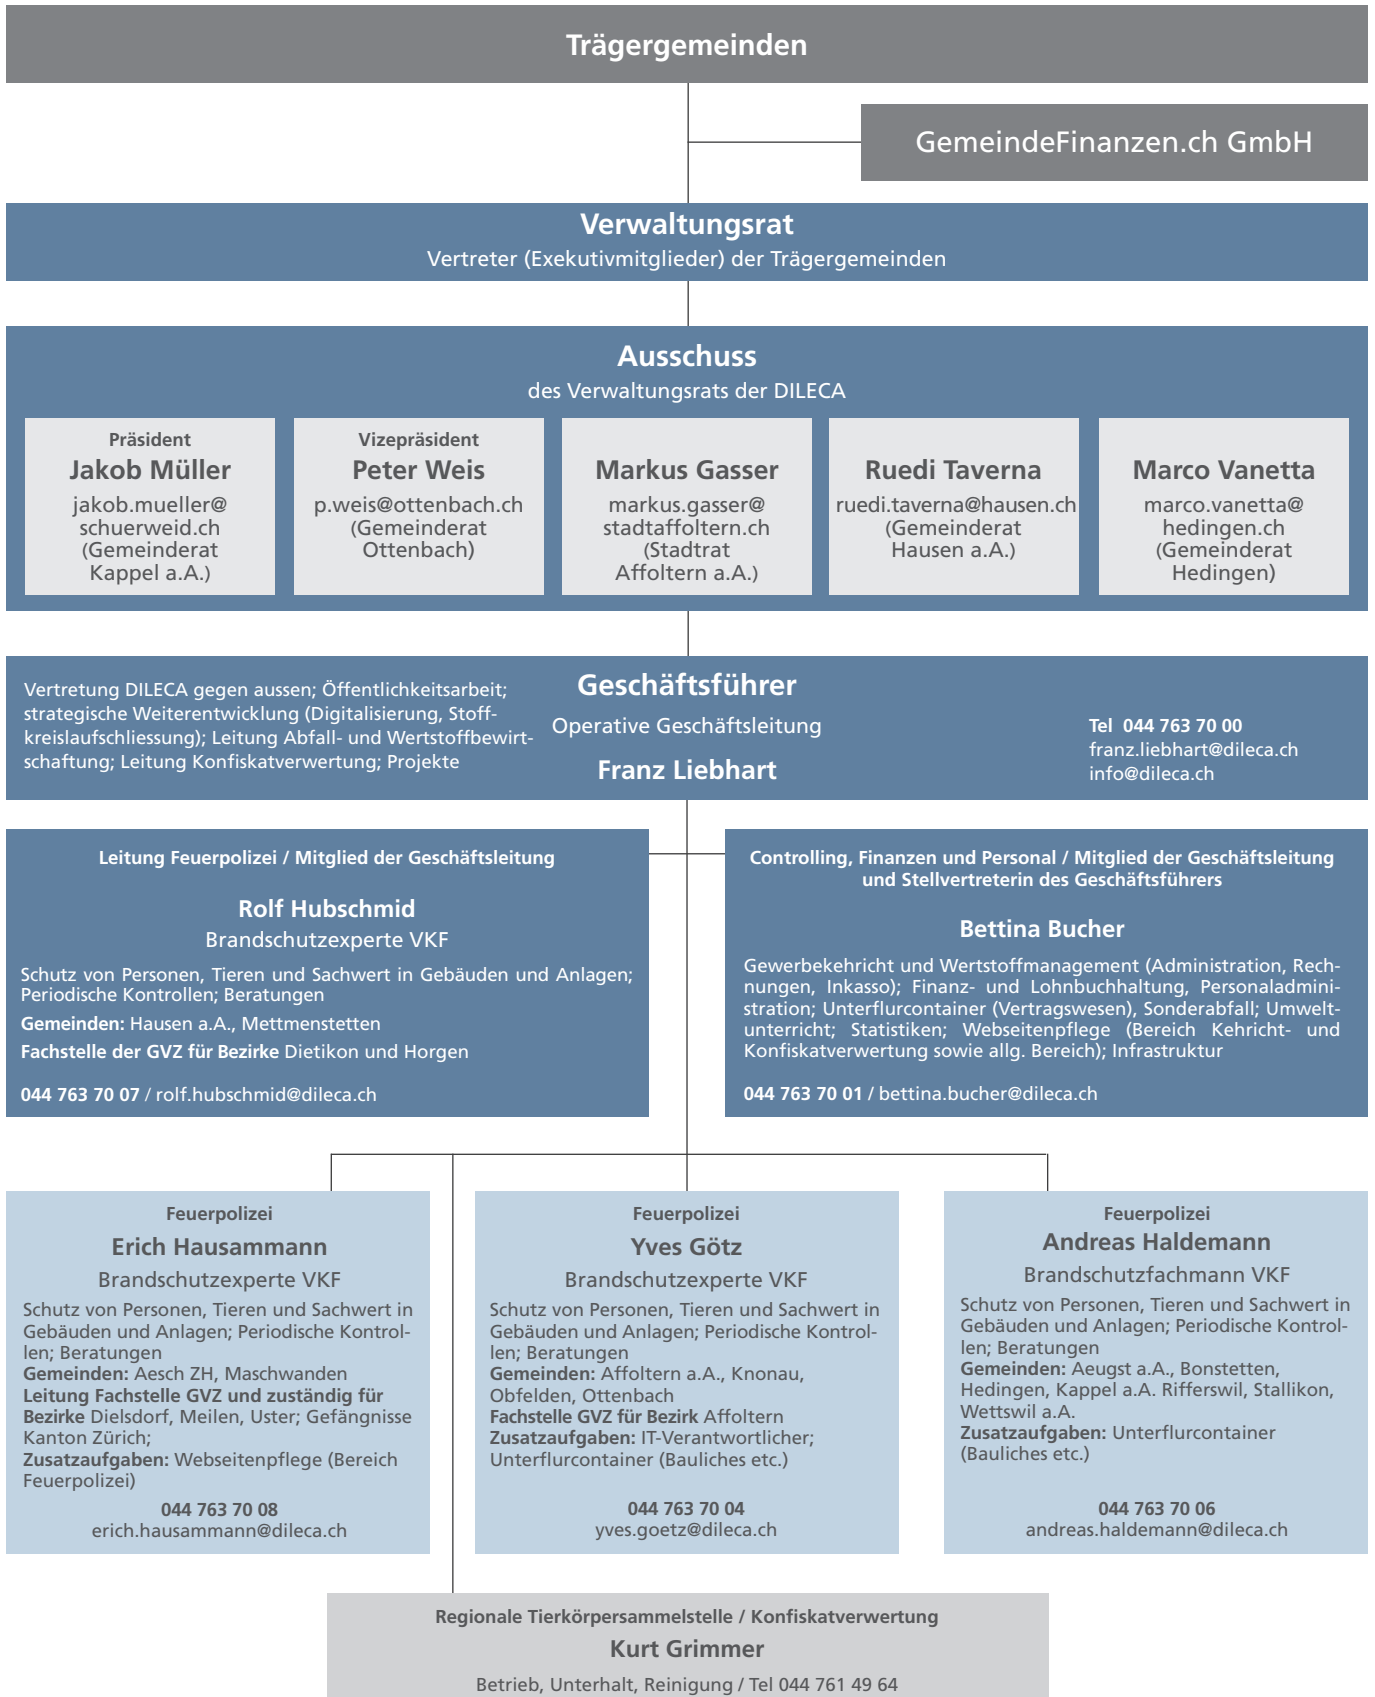 Trägergemeinden
GemeindeFinanzen.ch GmbH
Verwaltungsrat
Vertreter (Exekutivmitglieder) der Trägergemeinden
Ausschuss
des Verwaltungsrats der DILECA
Präsident
Jakob Müller
jakob.mueller@
schuerweid.ch
(Gemeinderat
Kappel a.A.)
Vizepräsident
Peter Weis
p.weis@ottenbach.ch
(Gemeinderat
Ottenbach)
Markus Gasser
markus.gasser@
stadtaffoltern.ch
(Stadtrat
Affoltern a.A.)
Ruedi Taverna
ruedi.taverna@hausen.ch
(Gemeinderat
Hausen a.A.)
Marco Vanetta
marco.vanetta@
hedingen.ch
(Gemeinderat
Hedingen)
Vertretung DILECA gegen aussen; Öffentlichkeitsarbeit;
strategische Weiterentwicklung (Digitalisierung, Stoff-
kreislaufschliessung); Leitung Abfall- und Wertstoffbewirt-
schaftung; Leitung Konfiskatverwertung; Projekte
Geschäftsführer
Operative Geschäftsleitung
Franz Liebhart
Tel 044 763 70 00
franz.liebhart@dileca.ch
info@dileca.ch
Leitung Feuerpolizei / Mitglied der Geschäftsleitung
Rolf Hubschmid
Brandschutzexperte VKF
Schutz von Personen, Tieren und Sachwert in Gebäuden und Anlagen;
Periodische Kontrollen; Beratungen
Gemeinden: Hausen a.A., Mettmenstetten
Fachstelle der GVZ für Bezirke Dietikon und Horgen
044 763 70 07 / rolf.hubschmid@dileca.ch
Controlling, Finanzen und Personal / Mitglied der Geschäftsleitung
und Stellvertreterin des Geschäftsführers
Bettina Bucher
Gewerbekehricht und Wertstoffmanagement (Administration, Rech-
nungen, Inkasso); Finanz- und Lohnbuchhaltung, Personaladmini-
stration; Unterflurcontainer (Vertragswesen), Sonderabfall; Umwelt-
unterricht; Statistiken; Webseitenpflege (Bereich Kehricht- und
Konfiskatverwertung sowie allg. Bereich); Infrastruktur
044 763 70 01 / bettina.bucher@dileca.ch
Feuerpolizei
Erich Hausammann
Brandschutzexperte VKF
Schutz von Personen, Tieren und Sachwert in
Gebäuden und Anlagen; Periodische Kontrol-
len; Beratungen
Gemeinden: Aesch ZH, Maschwanden
Leitung Fachstelle GVZ und zuständig für
Bezirke Dielsdorf, Meilen, Uster; Gefängnisse
Kanton Zürich;
Zusatzaufgaben: Webseitenpflege (Bereich
Feuerpolizei)
044 763 70 08
erich.hausammann@dileca.ch
Feuerpolizei
Yves Götz
Brandschutzexperte VKF
Schutz von Personen, Tieren und Sachwert in
Gebäuden und Anlagen; Periodische Kontrol-
len; Beratungen
Gemeinden: Affoltern a.A., Knonau,
Obfelden, Ottenbach
Fachstelle GVZ für Bezirk Affoltern
Zusatzaufgaben: IT-Verantwortlicher;
Unterflurcontainer (Bauliches etc.)
044 763 70 04
yves.goetz@dileca.ch
Feuerpolizei
Andreas Haldemann
Brandschutzfachmann VKF
Schutz von Personen, Tieren und Sachwert in
Gebäuden und Anlagen; Periodische Kontrol-
len; Beratungen
Gemeinden: Aeugst a.A., Bonstetten,
Hedingen, Kappel a.A. Rifferswil, Stallikon,
Wettswil a.A.
Zusatzaufgaben: Unterflurcontainer
(Bauliches etc.)
044 763 70 06
andreas.haldemann@dileca.ch
Regionale Tierkörpersammelstelle / Konfiskatverwertung
Kurt Grimmer
Betrieb, Unterhalt, Reinigung / Tel 044 761 49 64